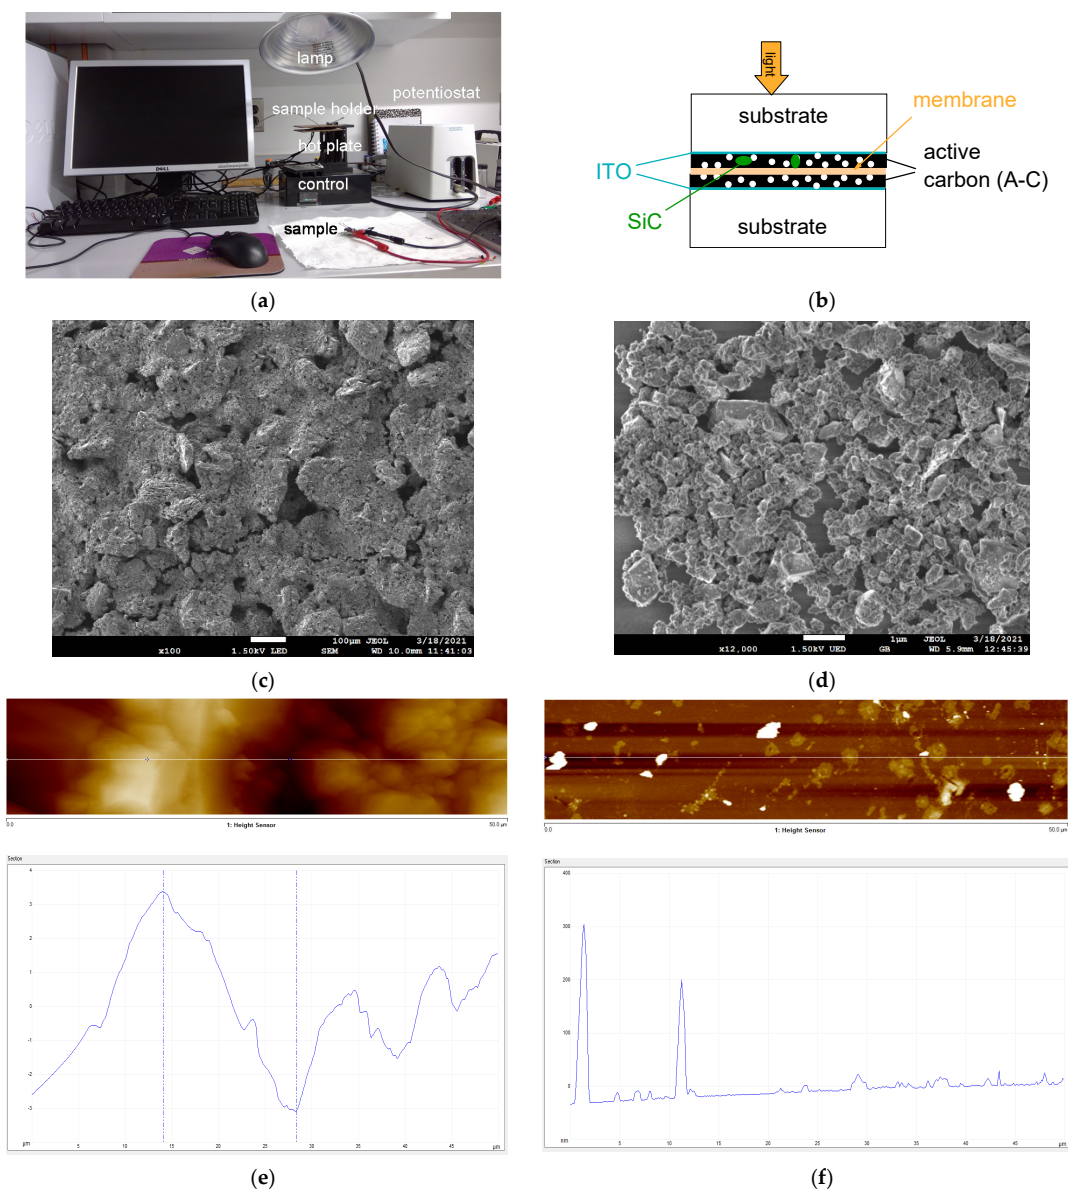 lamp
potentiostat
sample holder
hot plate
control
sample
DELL
(a)
light
substrate
membrane
ITO
active
carbon (A-C)
SiC
substrate
(b)
100µm JEOL 3/18/2021
x100 1.50kV LED SEM WD 10.0mm 11:41:03
(c)
1µm JEOL 3/18/2021
x12,000 1.50kV UED GB WD 5.9mm 12:45:39
(d)
0.0 1: Height Sensor 50.0 µm
0.0 1: Height Sensor 50.0 µm
Section
4
3
2
1
0
-1
-2
-3
µm 5 10 15 20 25 30 35 40 45 µm
(e)
Section
400
300
200
100
0
-100
nm 5 10 15 20 25 30 35 40 45 µm
(f)